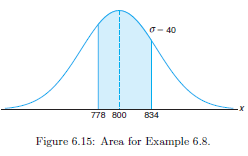 σ – 40
x
778 800 834
Figure 6.15: Area for Example 6.8.